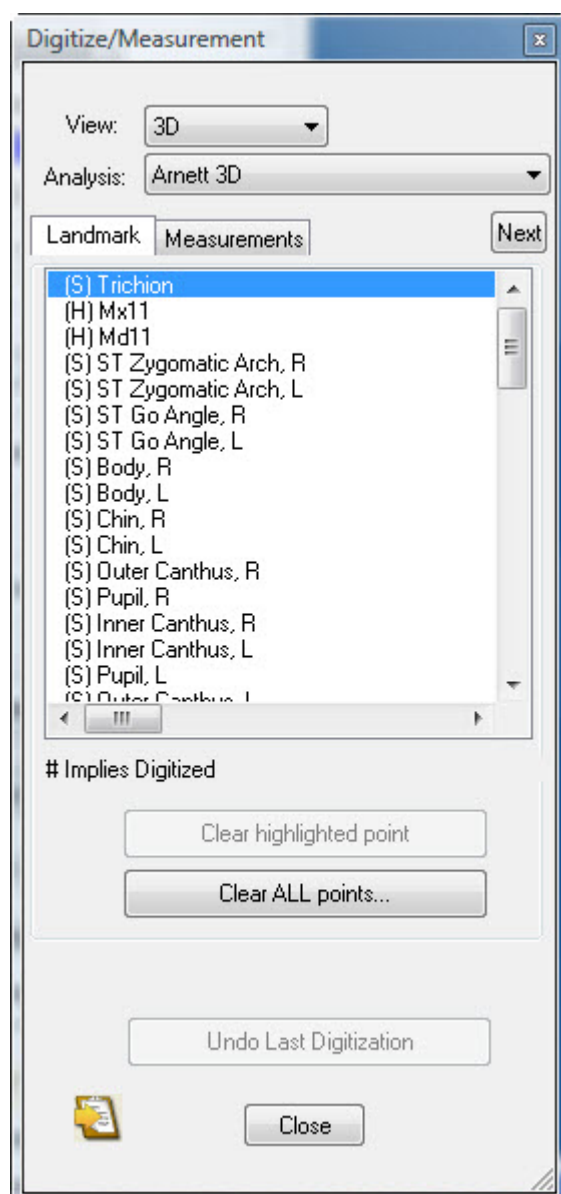 Digitize/Measurement
View: 3D
Analysis: Arnett 3D
Landmark Measurements Next
(S) Trichion
(H) Mx11
(H) Md11
(S) ST Zygomatic Arch, R
(S) ST Zygomatic Arch, L
(S) ST Go Angle, R
(S) ST Go Angle, L
(S) Body, R
(S) Body, L
(S) Chin, R
(S) Chin, L
(S) Outer Canthus, R
(S) Pupil, R
(S) Inner Canthus, R
(S) Inner Canthus, L
(S) Pupil, L
(S) Outer Canthus, L
# Implies Digitized
Clear highlighted point
Clear ALL points...
Undo Last Digitization
Close